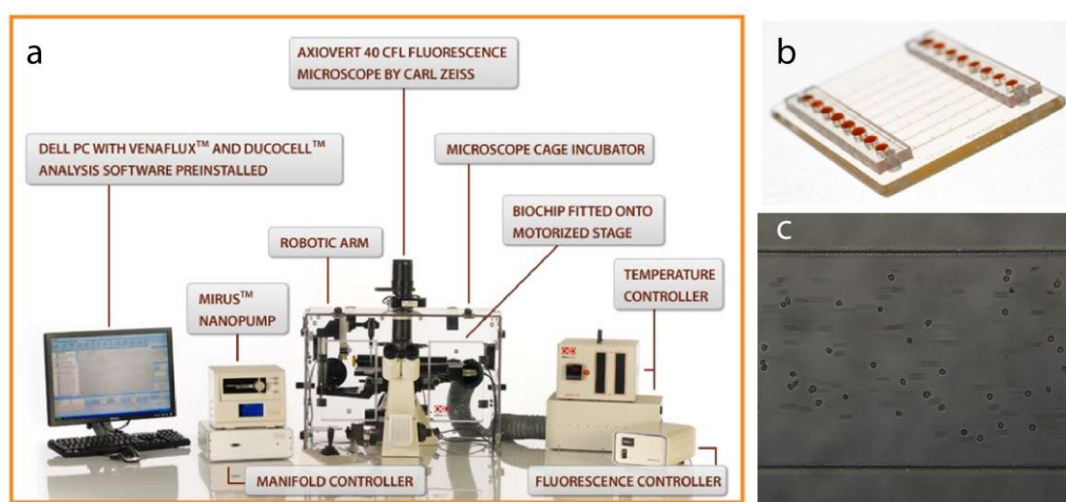 a
AXIOVERT 40 CFL FLUORESCENCE
MICROSCOPE BY CARL ZEISS
DELL PC WITH VENAFLUX™ AND DUCOCELL™
ANALYSIS SOFTWARE PREINSTALLED
MICROSCOPE CAGE INCUBATOR
BIOCHIP FITTED ONTO
MOTORIZED STAGE
ROBOTIC ARM
TEMPERATURE
CONTROLLER
MIRUS™
NANOPUMP
MANIFOLD CONTROLLER
FLUORESCENCE CONTROLLER
b
c